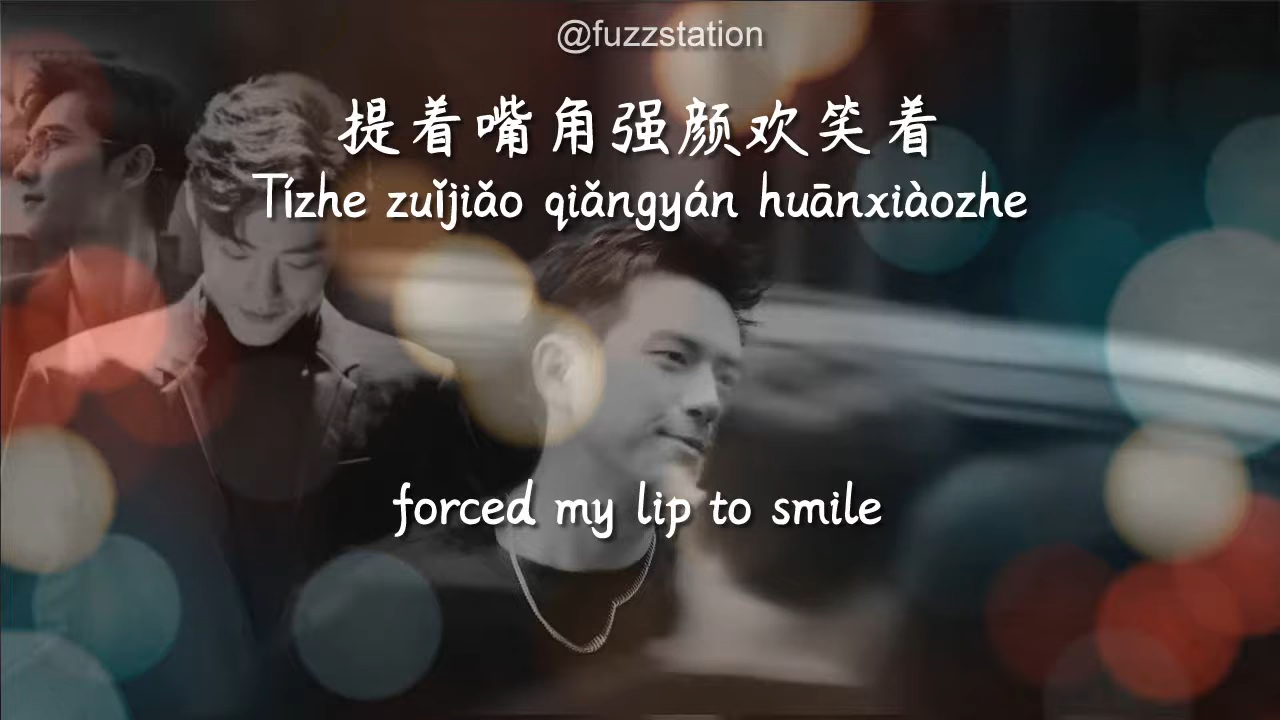 @fuzzstation
提着嘴角强颜欢笑着
Tízhe zuǐjiǎo qiǎngyán huānxiàozhe
forced my lip to smile